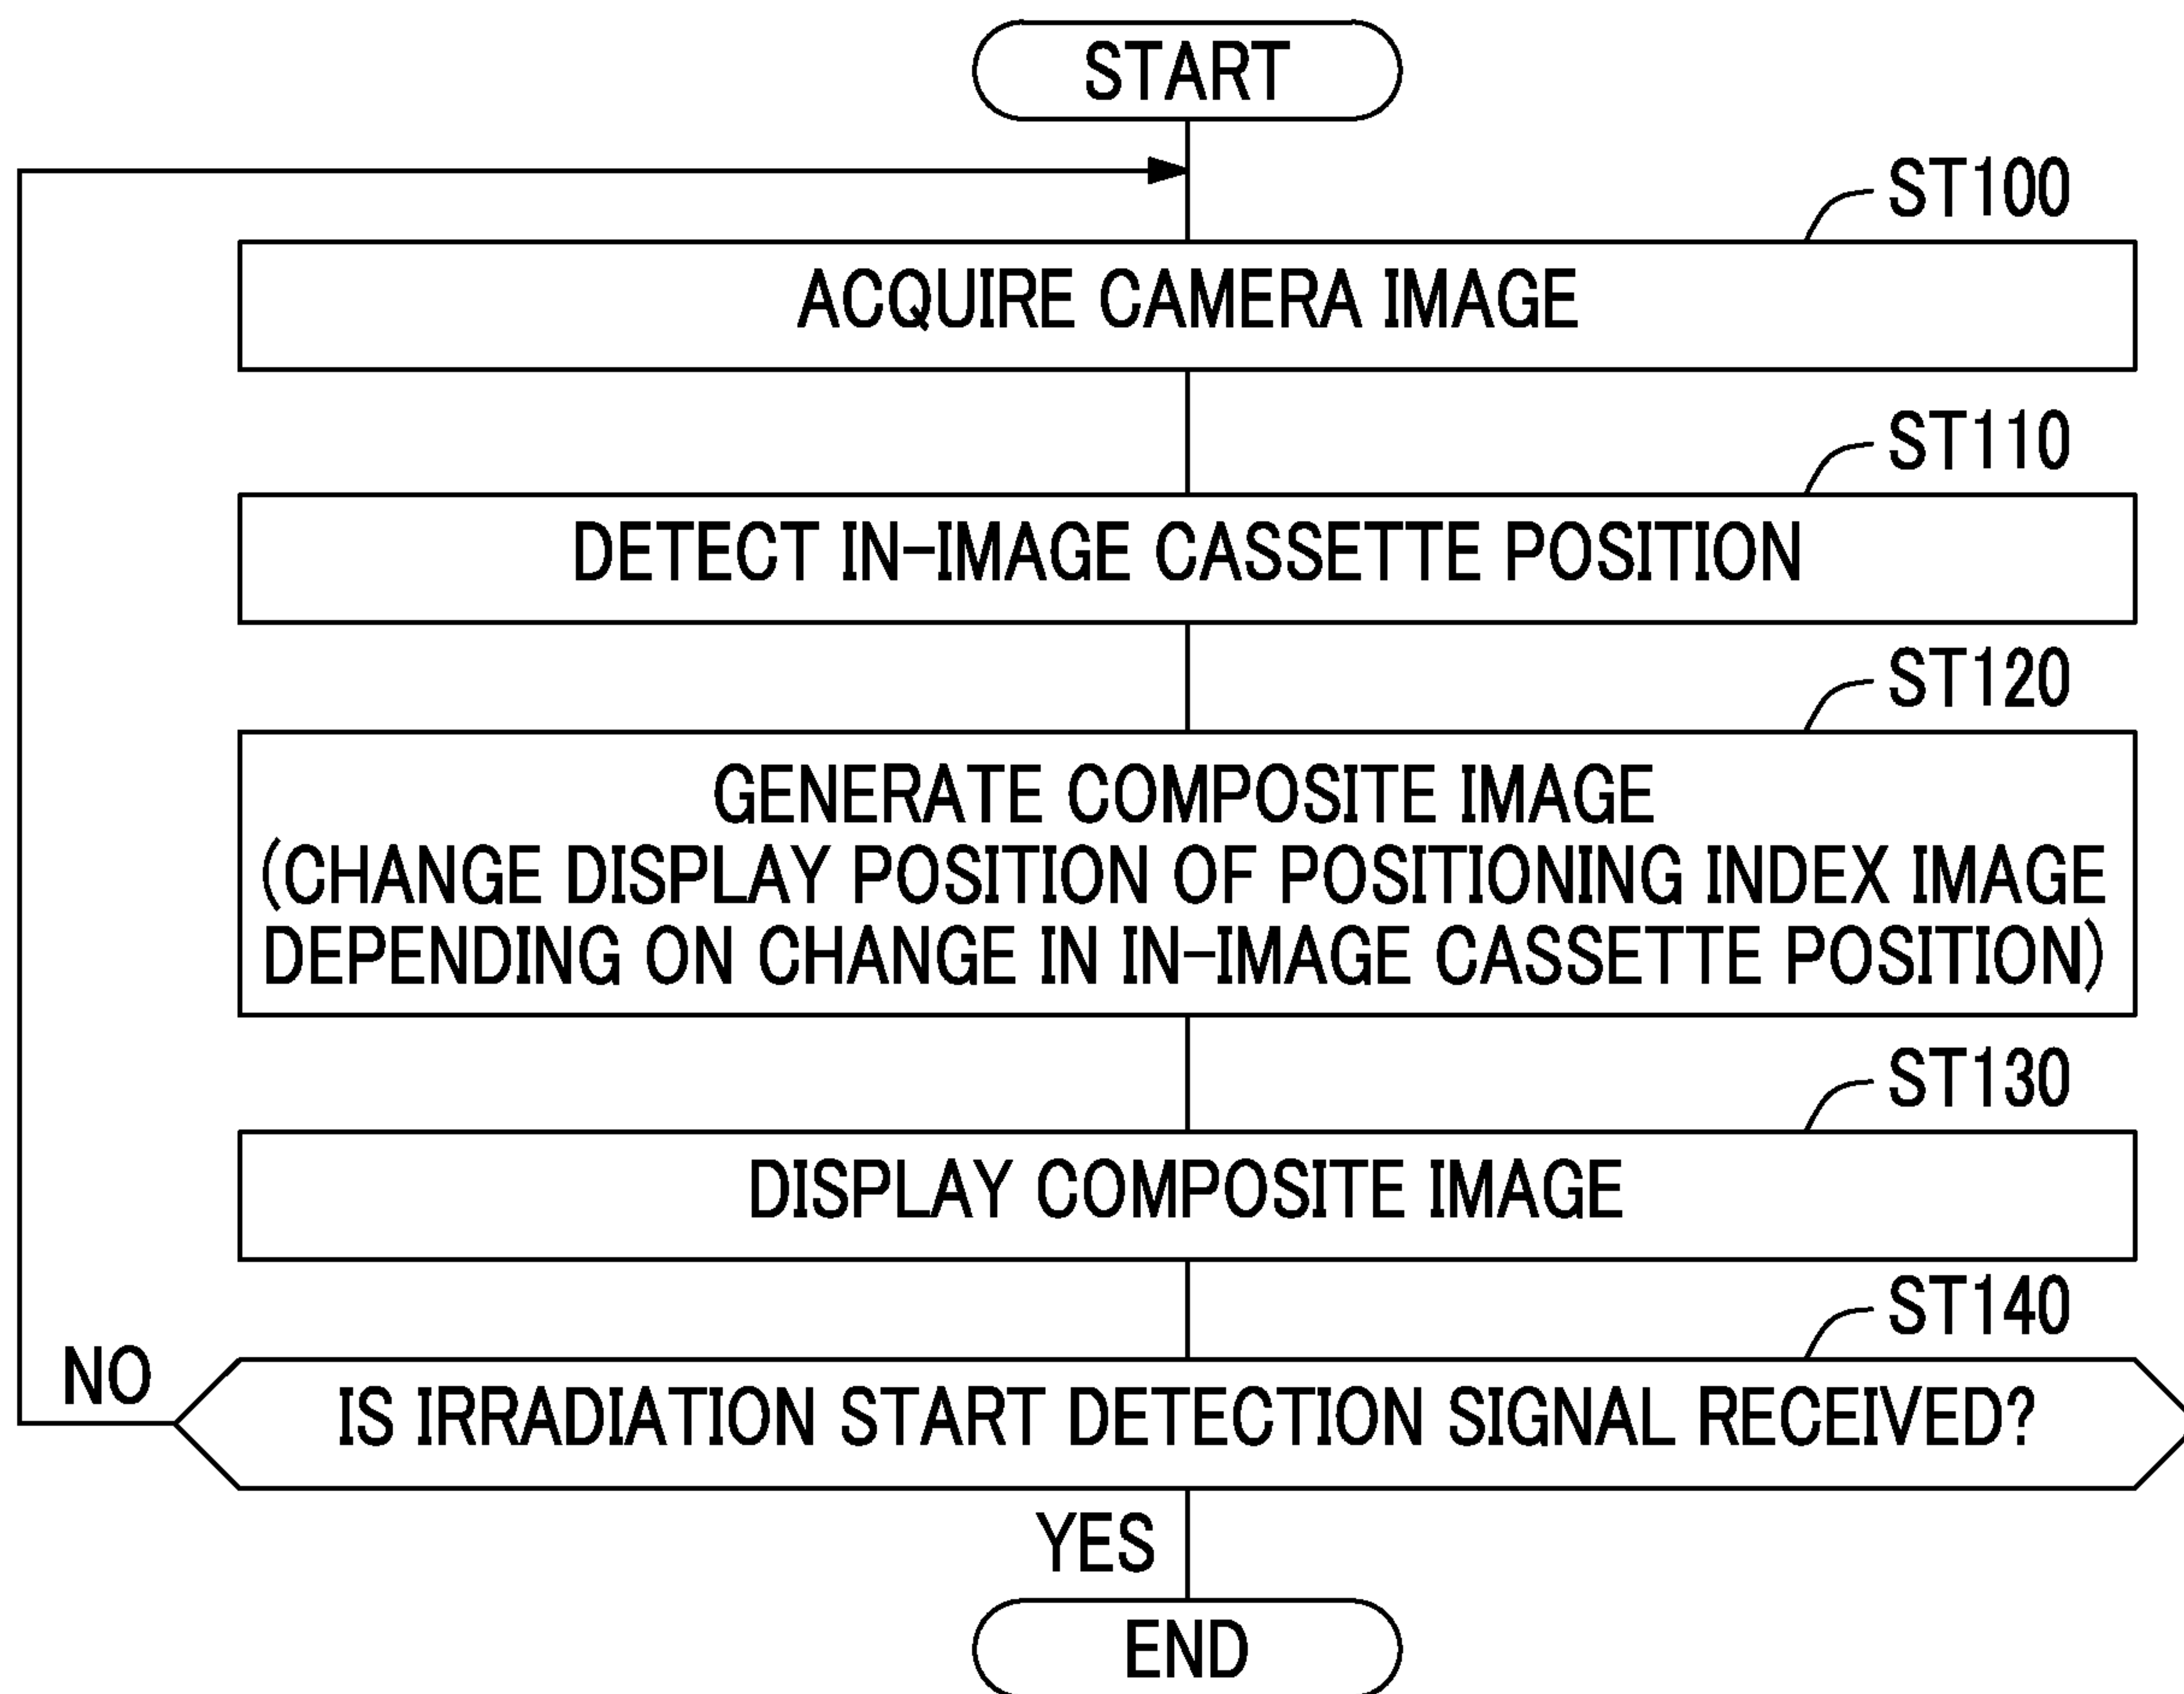 START
ST100
ACQUIRE CAMERA IMAGE
ST110
DETECT IN-IMAGE CASSETTE POSITION
ST120
GENERATE COMPOSITE IMAGE
(CHANGE DISPLAY POSITION OF POSITIONING INDEX IMAGE
DEPENDING ON CHANGE IN IN-IMAGE CASSETTE POSITION)
ST130
DISPLAY COMPOSITE IMAGE
ST140
NO
IS IRRADIATION START DETECTION SIGNAL RECEIVED?
YES
END